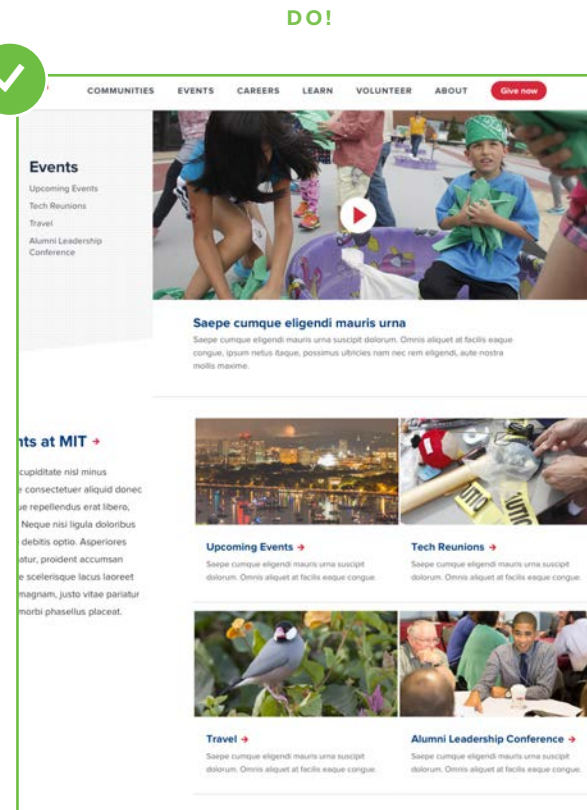 DO!
COMMUNITIES EVENTS CAREERS LEARN VOLUNTEER ABOUT Give now
Events
Upcoming Events
Tech Reunions
Travel
Alumni Leadership
Conference
Saepe cumque eligendi mauris urna
Saepe cumque eligendi mauris urna suscipit dolorum. Omnis aliquet at facilis eaque
congue, ipsum netus itaque, possimus ultricies nam nec rem eligendi, aute nostra
mollis maxime.
nts at MIT →
cupiditate nisl minus
consectetuer aliquid donec
ue repellendus erat libero,
Neque nisi ligula doloribus
debitis optio. Asperiores
atur, proident accumsan
e scelerisque lacus laoreet
magnam, justo vitae pariatur
morbi phasellus placeat.
Upcoming Events →
Saepe cumque eligendi mauris urna suscipit
dolorum. Omnis aliquet at facilis eaque congue.
Tech Reunions →
Saepe cumque eligendi mauris urna suscipit
dolorum. Omnis aliquet at facilis eaque congue.
Travel →
Saepe cumque eligendi mauris urna suscipit
dolorum. Omnis aliquet at facilis eaque congue.
Alumni Leadership Conference →
Saepe cumque eligendi mauris urna suscipit
dolorum. Omnis aliquet at facilis eaque congue.